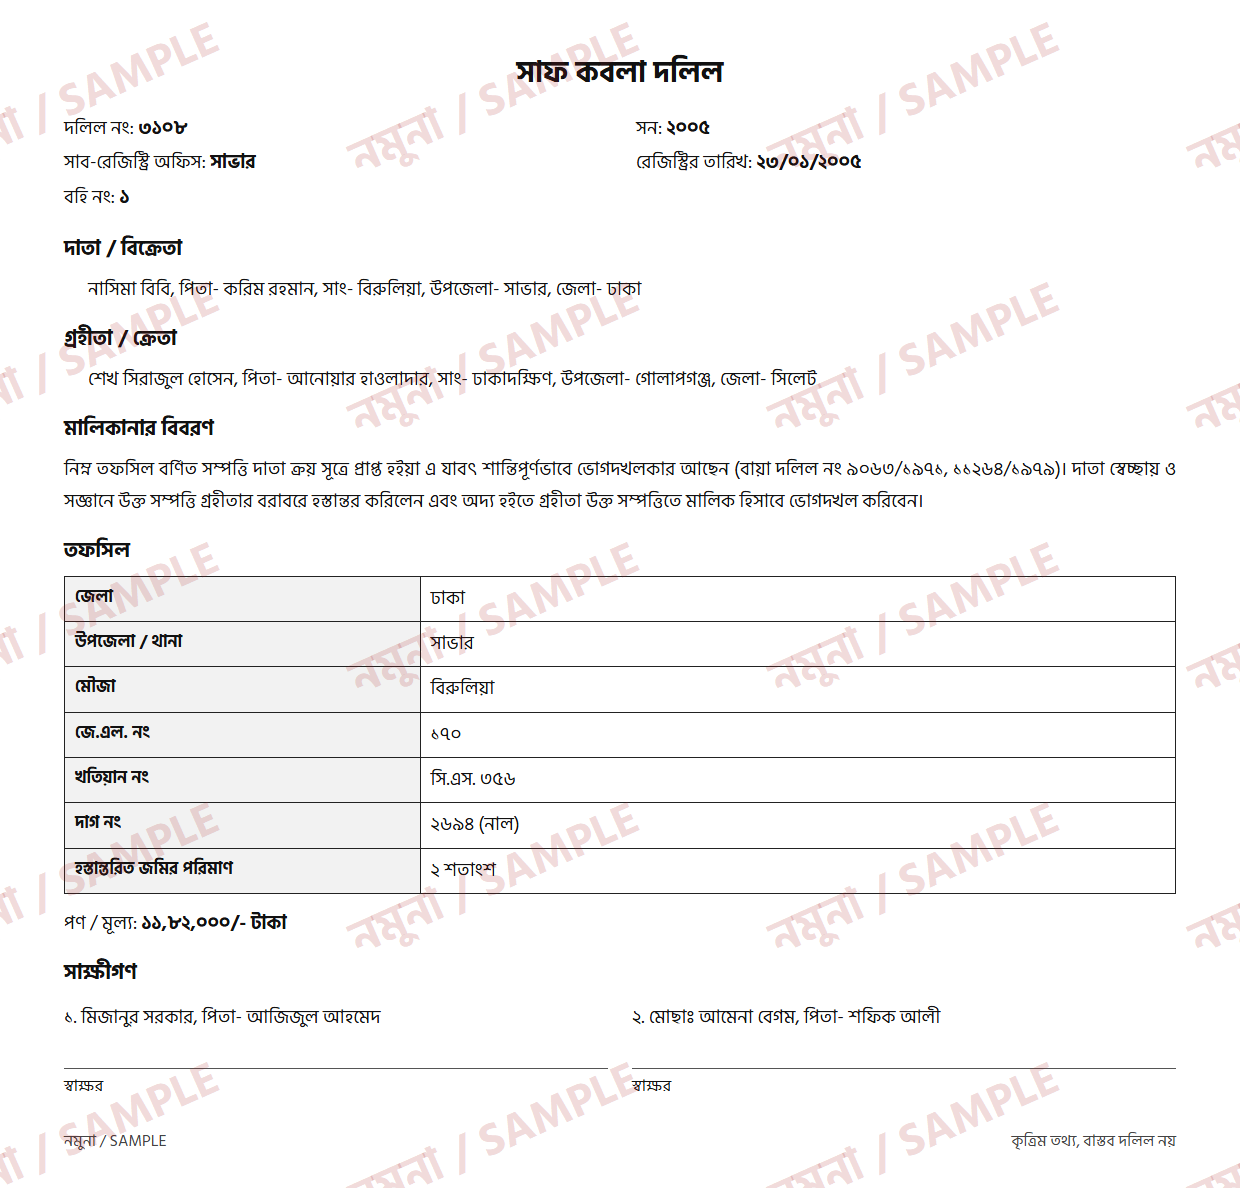 সাফ কবলা দলিল
দলিল নং: ৩১০৮
সন: ২০০৫
সাব-রেজিস্ট্রি অফিস: সাভার
রেজিস্ট্রির তারিখ: ২৩/০১/২০০৫
বহি নং: ১
দাতা / বিক্রেতা
নাসিমা বিবি, পিতা- করিম রহমান, সাং- বিরুলিয়া, উপজেলা- সাভার, জেলা- ঢাকা
গ্রহীতা / ক্রেতা
শেখ সিরাজুল হোসেন, পিতা- আনোয়ার হাওলাদার, সাং- ঢাকাদক্ষিণ, উপজেলা- গোলাপগঞ্জ, জেলা- সিলেট
মালিকানার বিবরণ
নিম্ন তফসিল বর্ণিত সম্পত্তি দাতা ক্রয় সূত্রে প্রাপ্ত হইয়া এ যাবৎ শান্তিপূর্ণভাবে ভোগদখলকার আছেন (বায়া দলিল নং ৯০৬৩/১৯৭১, ১১২৬৪/১৯৭৯)। দাতা স্বেচ্ছায় ও
সজ্ঞানে উক্ত সম্পত্তি গ্রহীতার বরাবরে হস্তান্তর করিলেন এবং অদ্য হইতে গ্রহীতা উক্ত সম্পত্তিতে মালিক হিসাবে ভোগদখল করিবেন।
তফসিল
জেলা ঢাকা
উপজেলা / থানা সাভার
মৌজা বিরুলিয়া
জে.এল. নং ১৭০
খতিয়ান নং সি.এস. ৩৫৬
দাগ নং ২৬৯৪ (নাল)
হস্তান্তরিত জমির পরিমাণ ২ শতাংশ
পণ / মূল্য: ১১,৮২,০০০/- টাকা
সাক্ষীগণ
১. মিজানুর সরকার, পিতা- আজিজুল আহমেদ
২. মোছাঃ আমেনা বেগম, পিতা- শফিক আলী
স্বাক্ষর
স্বাক্ষর
নমুনা / SAMPLE
কৃত্রিম তথ্য, বাস্তব দলিল নয়